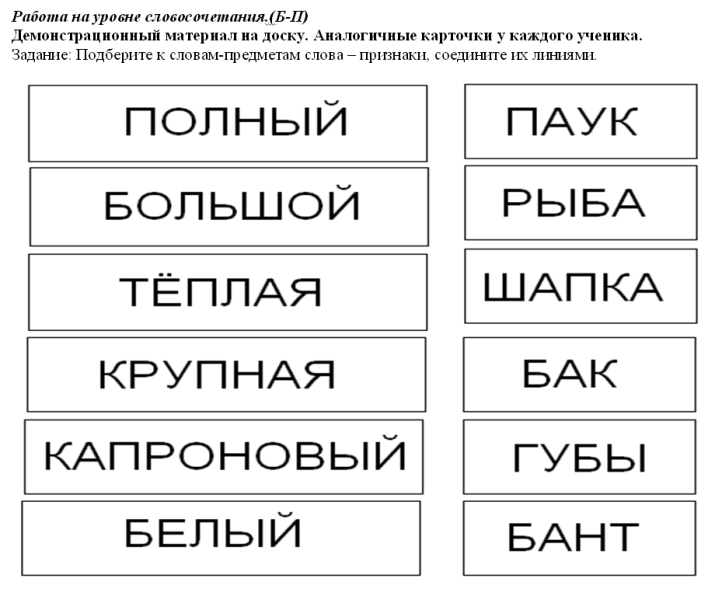 Работа на уровне словосочетания.(Б-П)
Демонстрационный материал на доску. Аналогичные карточки у каждого ученика.
Задание: Подберите к словам-предметам слова – признаки, соедините их линиями.
ПОЛНЫЙ ПАУК
БОЛЬШОЙ РЫБА
ТЁПЛАЯ ШАПКА
КРУПНАЯ БАК
КАПРОНОВЫЙ ГУБЫ
БЕЛЫЙ БАНТ